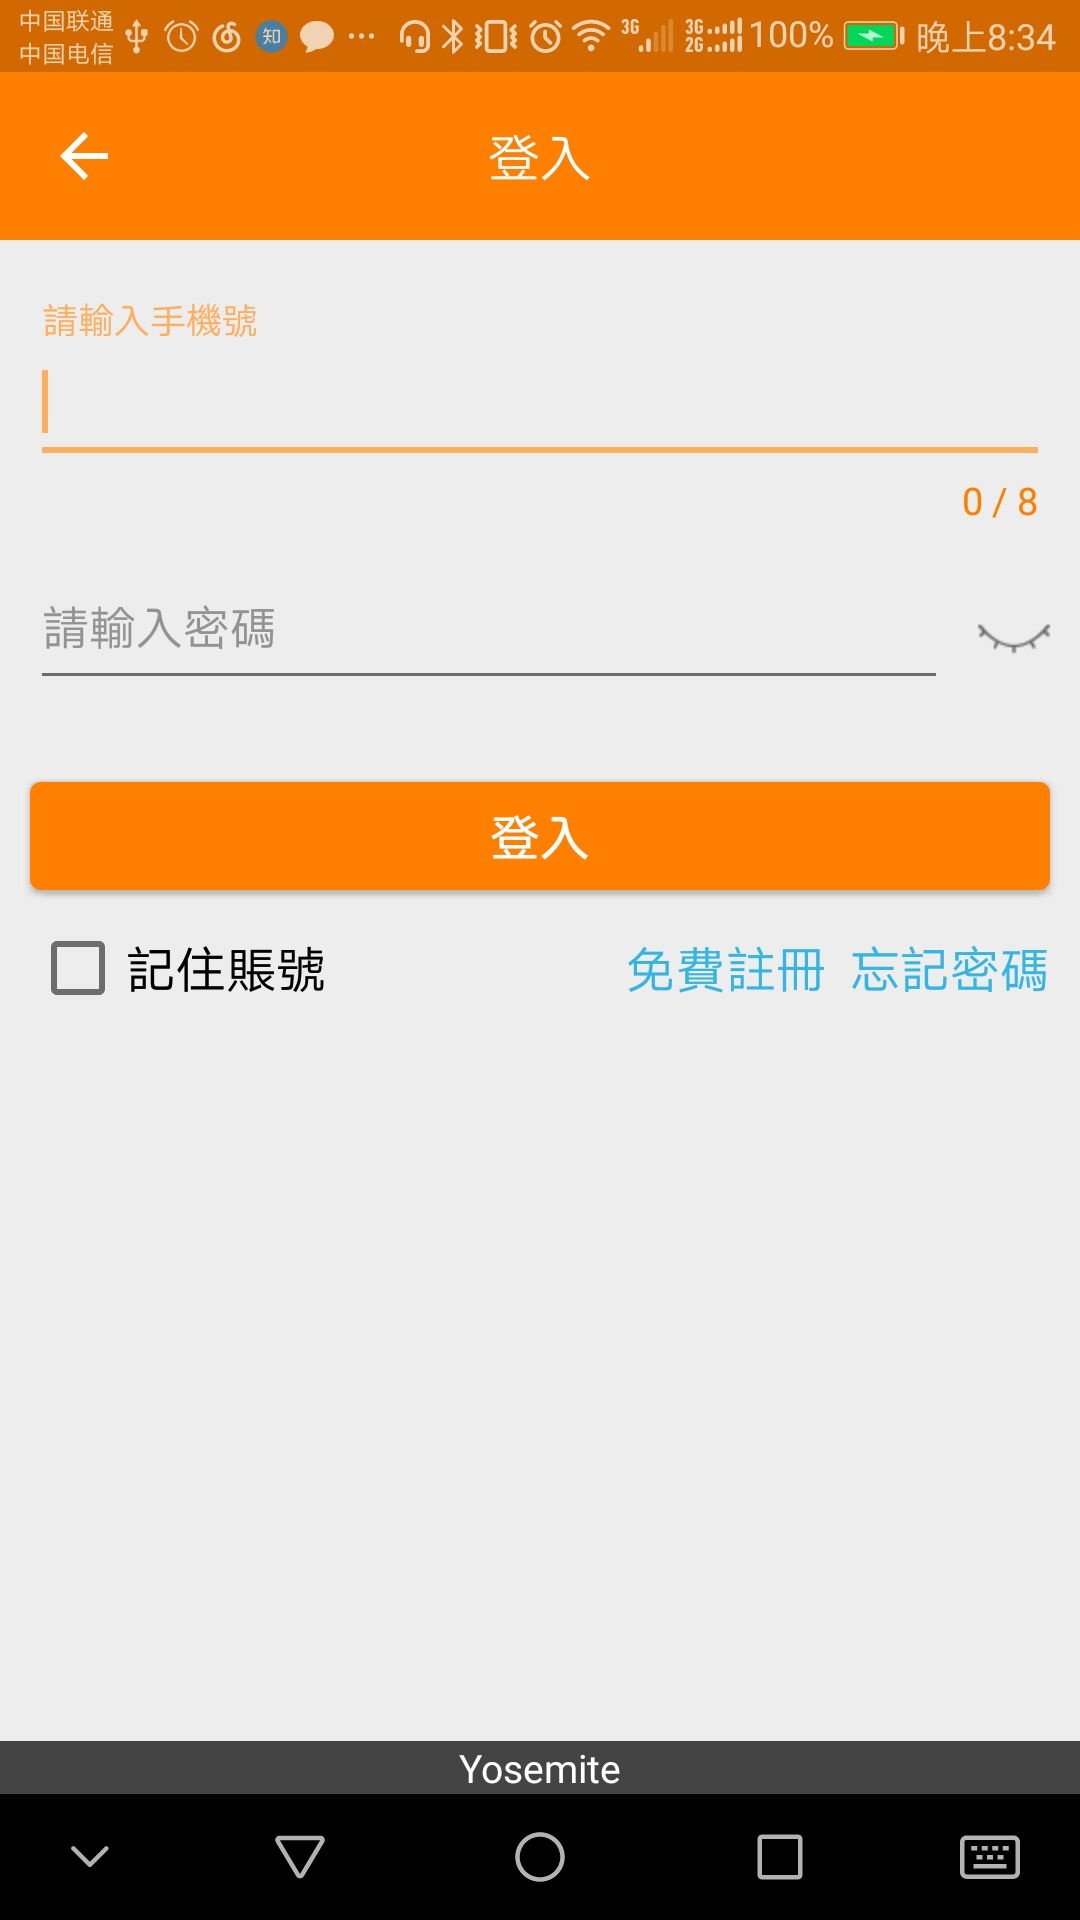 中国联通
中国电信
知
3G
3G
2G
100%
晚上8:34
登入
請輸入手機號
0 / 8
請輸入密碼
登入
記住賬號
免費註冊 忘記密碼
Yosemite